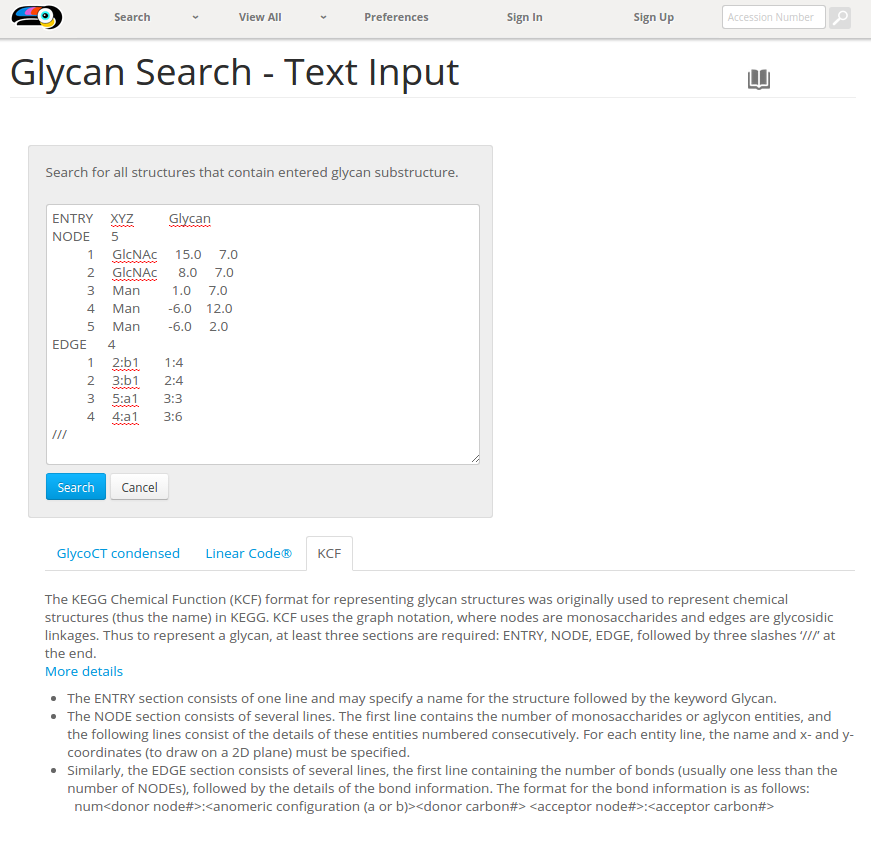 Search View All Preferences Sign In Sign Up Accession Number
Glycan Search - Text Input
Search for all structures that contain entered glycan substructure.
ENTRY XYZ Glycan
NODE 5
1 GlcNAc 15.0 7.0
2 GlcNAc 8.0 7.0
3 Man 1.0 7.0
4 Man -6.0 12.0
5 Man -6.0 2.0
EDGE 4
1 2:b1 1:4
2 3:b1 2:4
3 5:a1 3:3
4 4:a1 3:6
///
Search Cancel
GlycoCT condensed Linear Code® KCF
The KEGG Chemical Function (KCF) format for representing glycan structures was originally used to represent chemical
structures (thus the name) in KEGG. KCF uses the graph notation, where nodes are monosaccharides and edges are glycosidic
linkages. Thus to represent a glycan, at least three sections are required: ENTRY, NODE, EDGE, followed by three slashes ‘///’ at
the end.
More details
• The ENTRY section consists of one line and may specify a name for the structure followed by the keyword Glycan.
• The NODE section consists of several lines. The first line contains the number of monosaccharides or aglycon entities, and
the following lines consist of the details of these entities numbered consecutively. For each entity line, the name and x- and y-
coordinates (to draw on a 2D plane) must be specified.
• Similarly, the EDGE section consists of several lines, the first line containing the number of bonds (usually one less than the
number of NODEs), followed by the details of the bond information. The format for the bond information is as follows:
num<donor node#>:<anomeric configuration (a or b)><donor carbon#> <acceptor node#>:<acceptor carbon#>